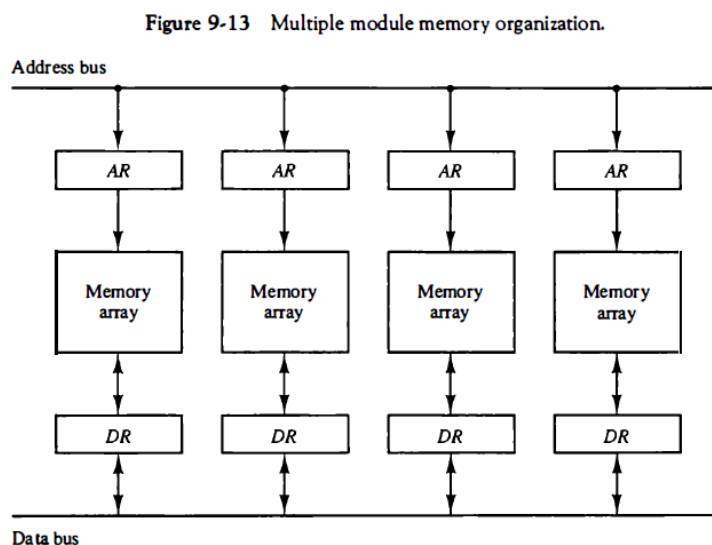 Figure 9-13 Multiple module memory organization.
Address bus
AR AR AR AR
Memory Memory Memory Memory
array array array array
DR DR DR DR
Data bus